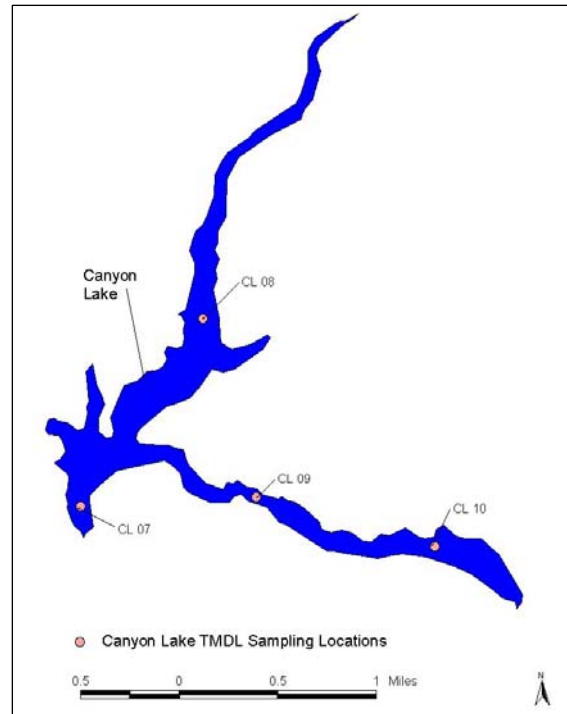 CL 08
Canyon
Lake
CL 09
CL 10
CL 07
Canyon Lake TMDL Sampling Locations
0.5 0 0.5 1 Miles
N